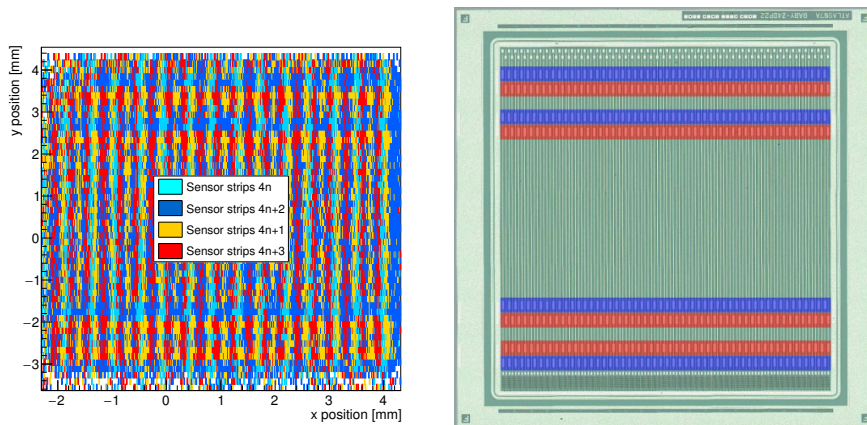 y position [mm]
4
3
2
1
0
−1
−2
−3
Sensor strips 4n
Sensor strips 4n+2
Sensor strips 4n+1
Sensor strips 4n+3
−2
−1
0
1
2
3
4
x position [mm]